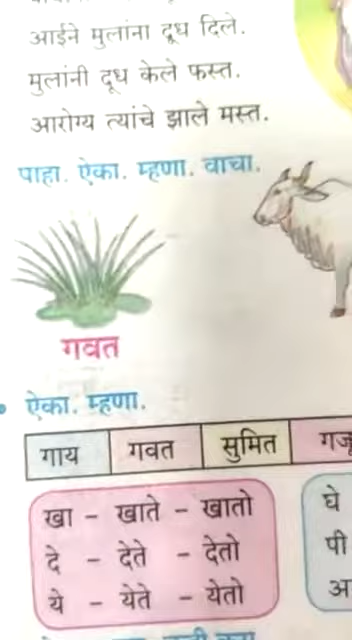 आईने मुलांना दूध दिले.
मुलांनी दूध केले फस्त.
आरोग्य त्यांचे झाले मस्त.
पाहा. ऐका. म्हणा. वाचा.
गवत
• ऐका. म्हणा.
गाय गवत सुमित
खा - खाते - खातो
दे - देते - देतो
ये - येते - येतो
घे
पी